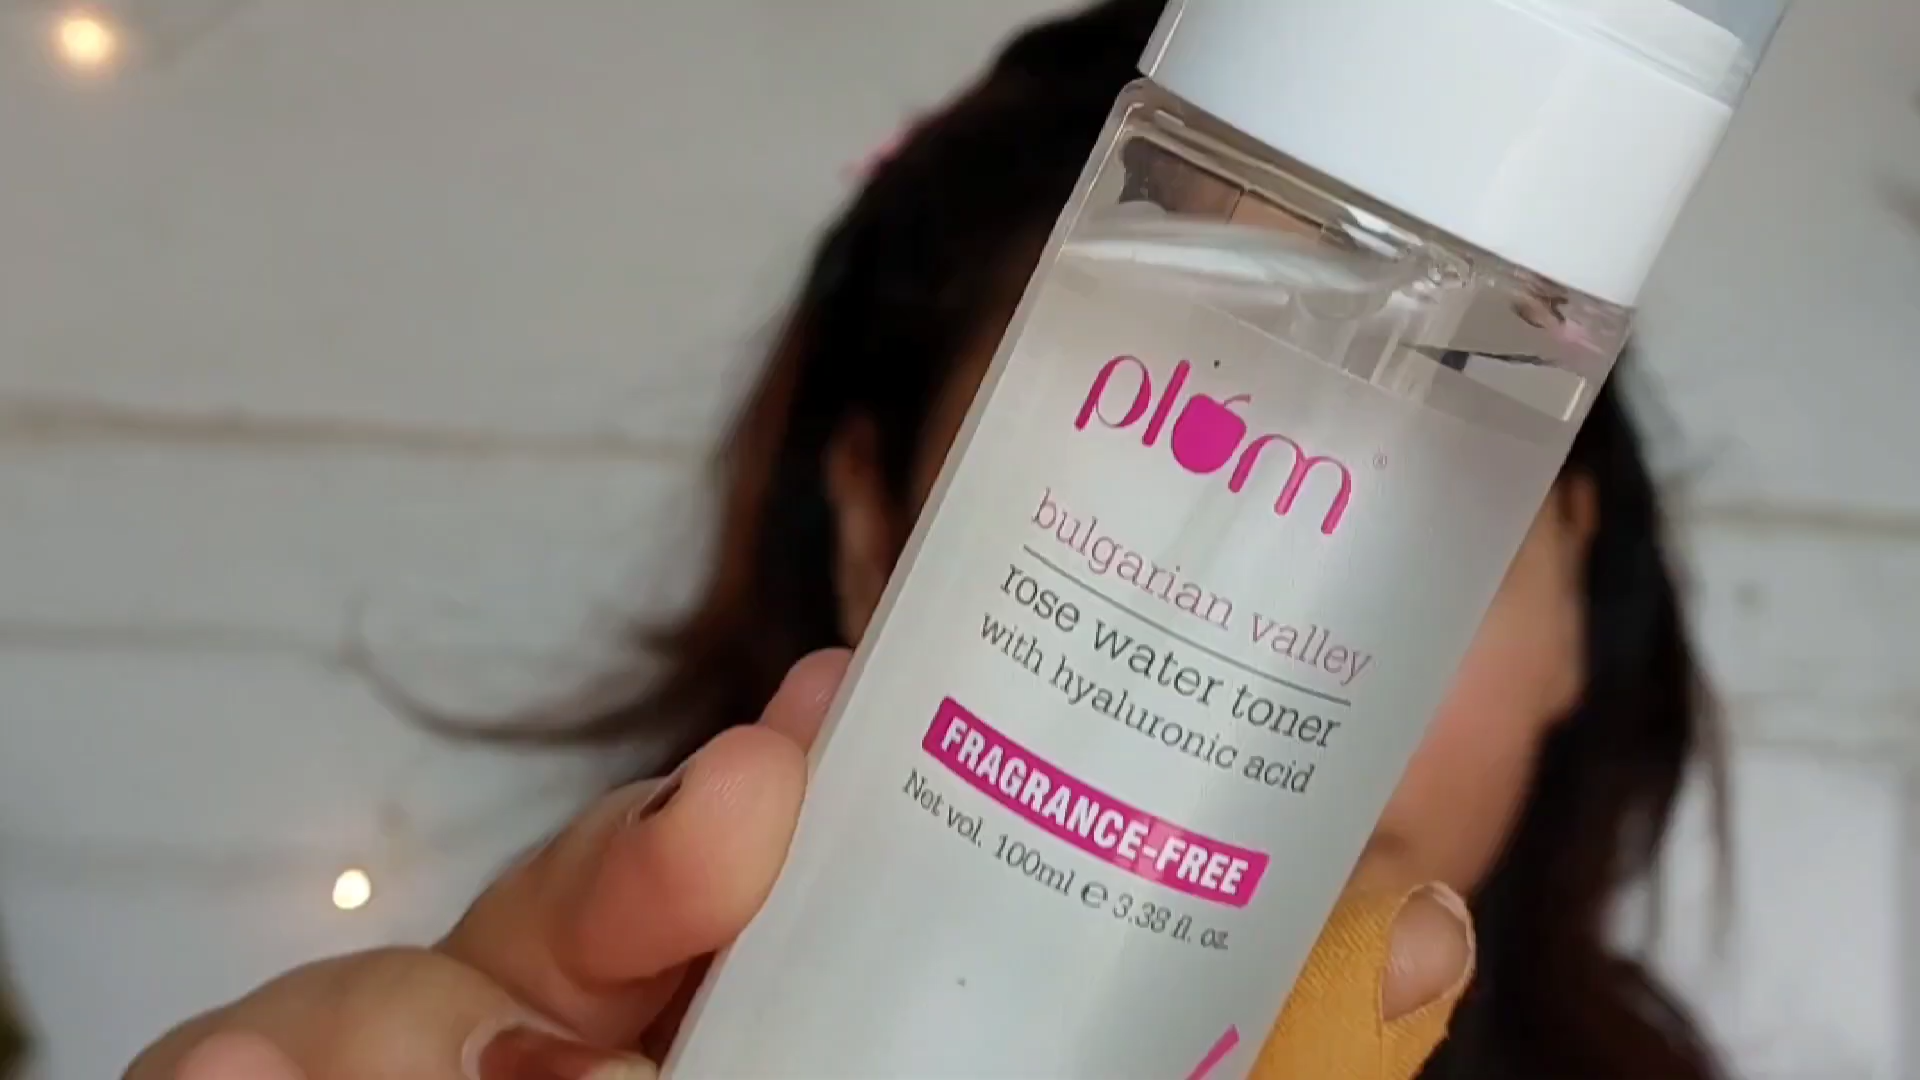 plum®
bulgarian valley
rose water toner
with hyaluronic acid
FRAGRANCE-FREE
Net vol. 100ml ℮ 3.38 fl. oz.